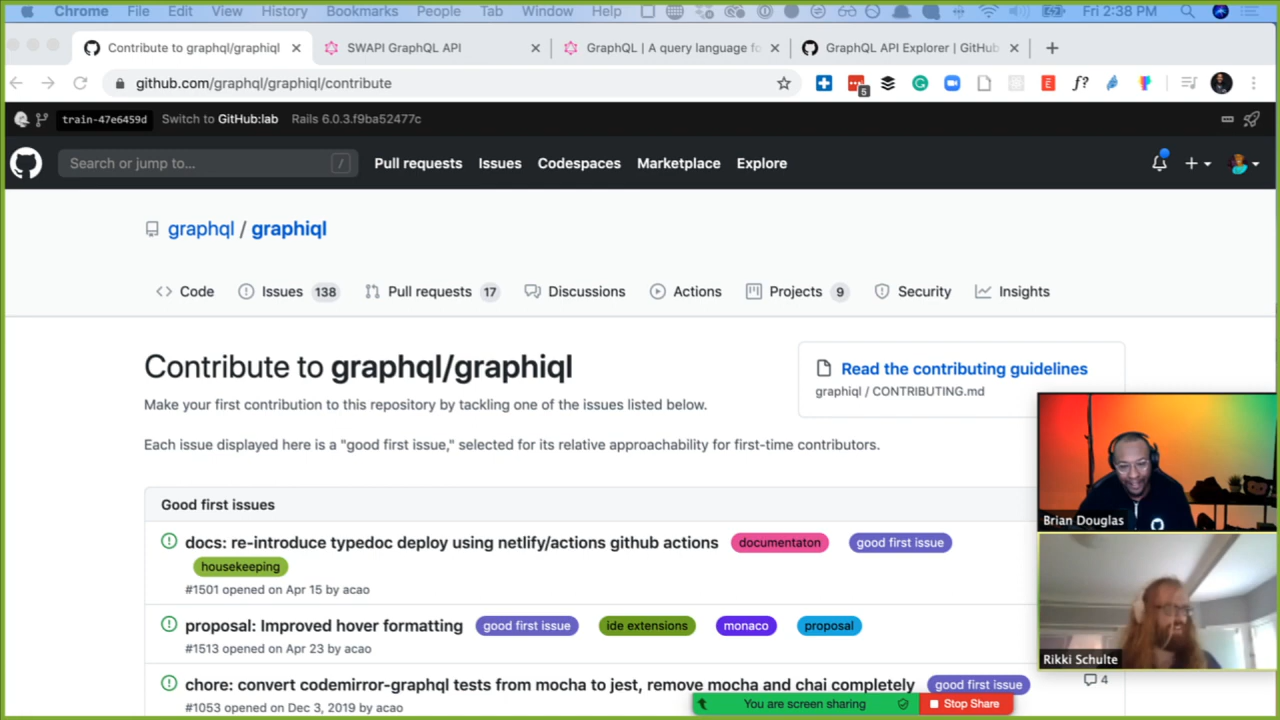 Chrome File Edit View History Bookmarks People Tab Window Help Fri 2:38 PM
Contribute to graphql/graphiql SWAPI GraphQL API GraphQL | A query language fo GraphQL API Explorer | GitHub
github.com/graphql/graphiql/contribute
5 f?
train-47e6459d Switch to GitHub:lab Rails 6.0.3.f9ba52477c
Search or jump to... / Pull requests Issues Codespaces Marketplace Explore
graphql / graphiql
Code Issues 138 Pull requests 17 Discussions Actions Projects 9 Security Insights
Contribute to graphql/graphiql
Make your first contribution to this repository by tackling one of the issues listed below.
Each issue displayed here is a "good first issue," selected for its relative approachability for first-time contributors.
Read the contributing guidelines
graphiql / CONTRIBUTING.md
Good first issues
docs: re-introduce typedoc deploy using netlify/actions github actions documentaton good first issue
housekeeping
#1501 opened on Apr 15 by acao
proposal: Improved hover formatting good first issue ide extensions monaco proposal
#1513 opened on Apr 23 by acao
chore: convert codemirror-graphql tests from mocha to jest, remove mocha and chai completely good first issue
4
#1053 opened on Dec 3, 2019 by acao
Brian Douglas
Rikki Schulte
You are screen sharing Stop Share